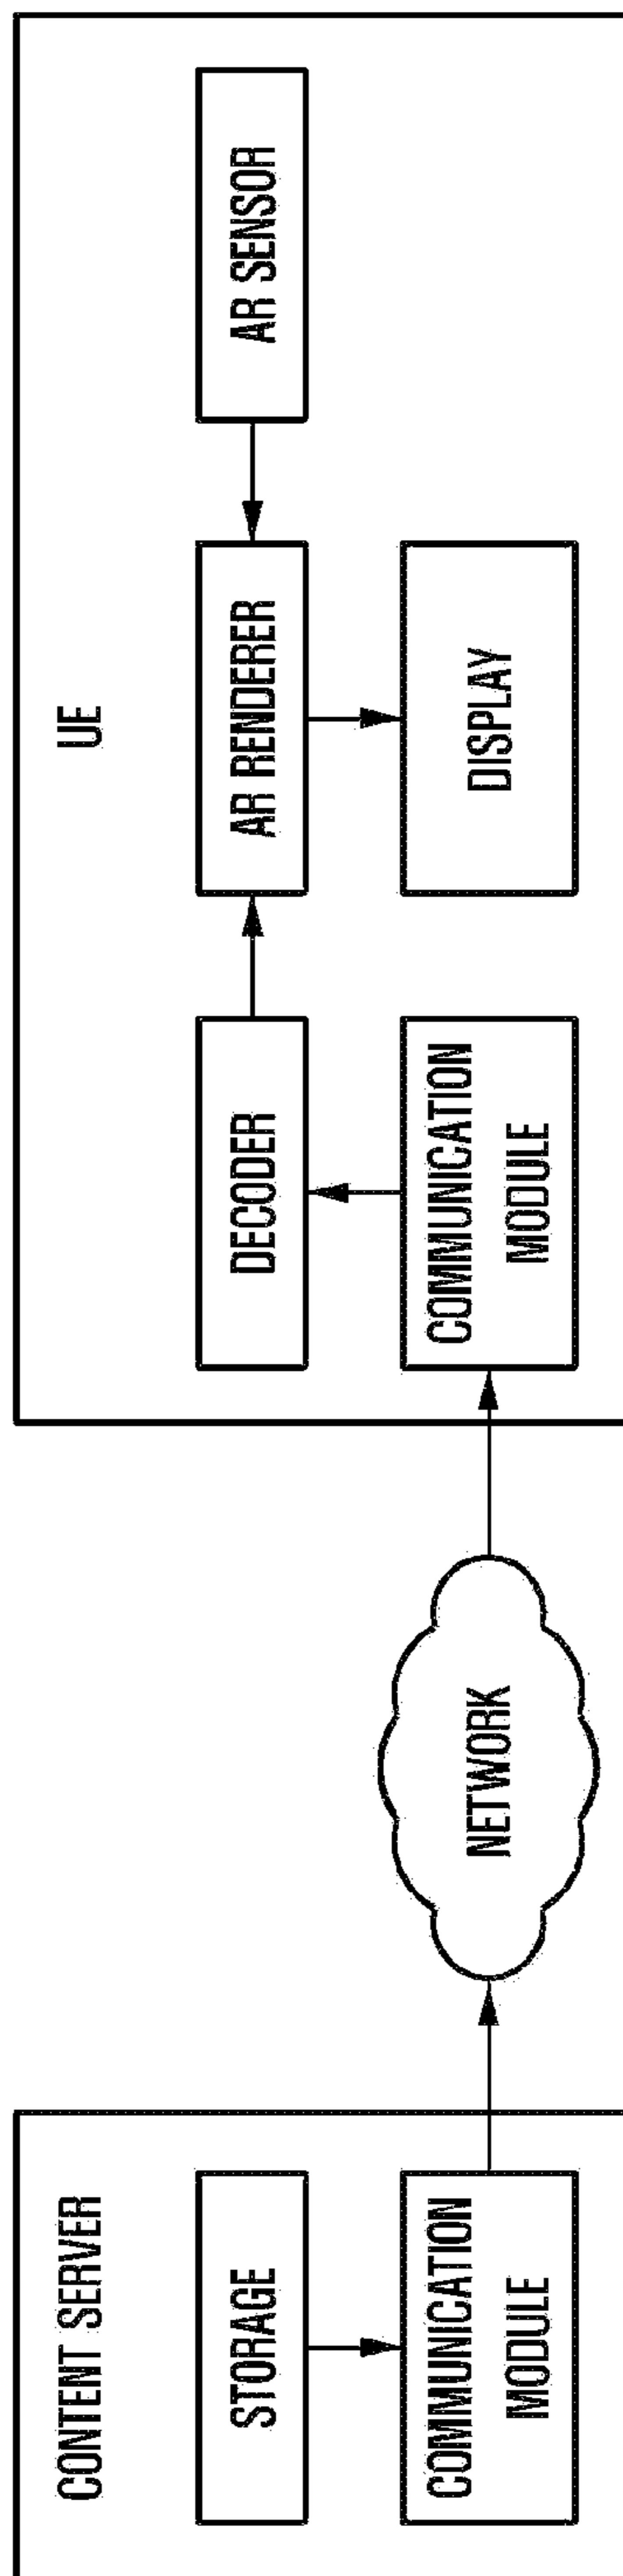 CONTENT SERVER
STORAGE
COMMUNICATION
MODULE
NETWORK
UE
DECODER
COMMUNICATION
MODULE
AR RENDERER
DISPLAY
AR SENSOR